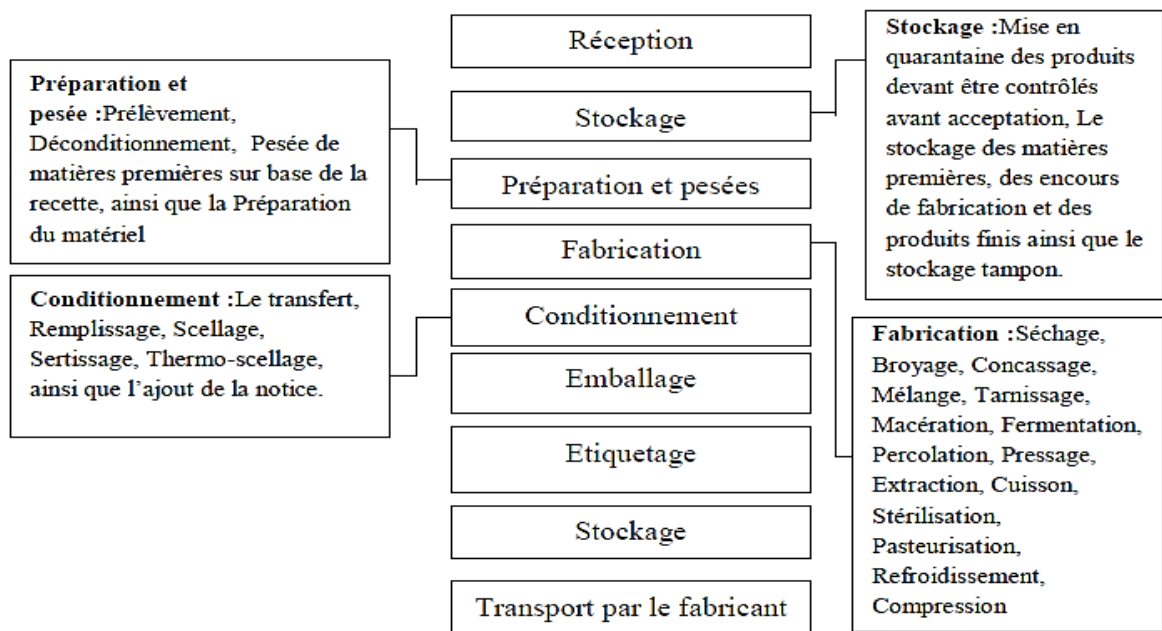 Réception
Stockage
Préparation et pesées
Fabrication
Conditionnement
Emballage
Etiquetage
Stockage
Transport par le fabricant
Préparation et
pesée :Prélèvement,
Déconditionnement, Pesée de
matières premières sur base de la
recette, ainsi que la Préparation
du matériel
Conditionnement :Le transfert,
Remplissage, Scellage,
Sertissage, Thermo-scellage,
ainsi que l’ajout de la notice.
Stockage :Mise en
quarantaine des produits
devant être contrôlés
avant acceptation, Le
stockage des matières
premières, des encours
de fabrication et des
produits finis ainsi que le
stockage tampon.
Fabrication :Séchage,
Broyage, Concassage,
Mélange, Tarnissage,
Macération, Fermentation,
Percolation, Pressage,
Extraction, Cuisson,
Stérilisation,
Pasteurisation,
Refroidissement,
Compression